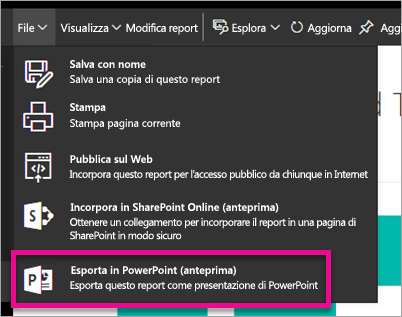 File Visualizza Modifica report Esplora Aggiorna
Salva con nome
Salva una copia di questo report
Stampa
Stampa pagina corrente
Pubblica sul Web
Incorpora questo report per l'accesso pubblico da chiunque in Internet
Incorpora in SharePoint Online (anteprima)
Ottenere un collegamento per incorporare il report in una pagina di
SharePoint in modo sicuro
Esporta in PowerPoint (anteprima)
Esporta questo report come presentazione di PowerPoint